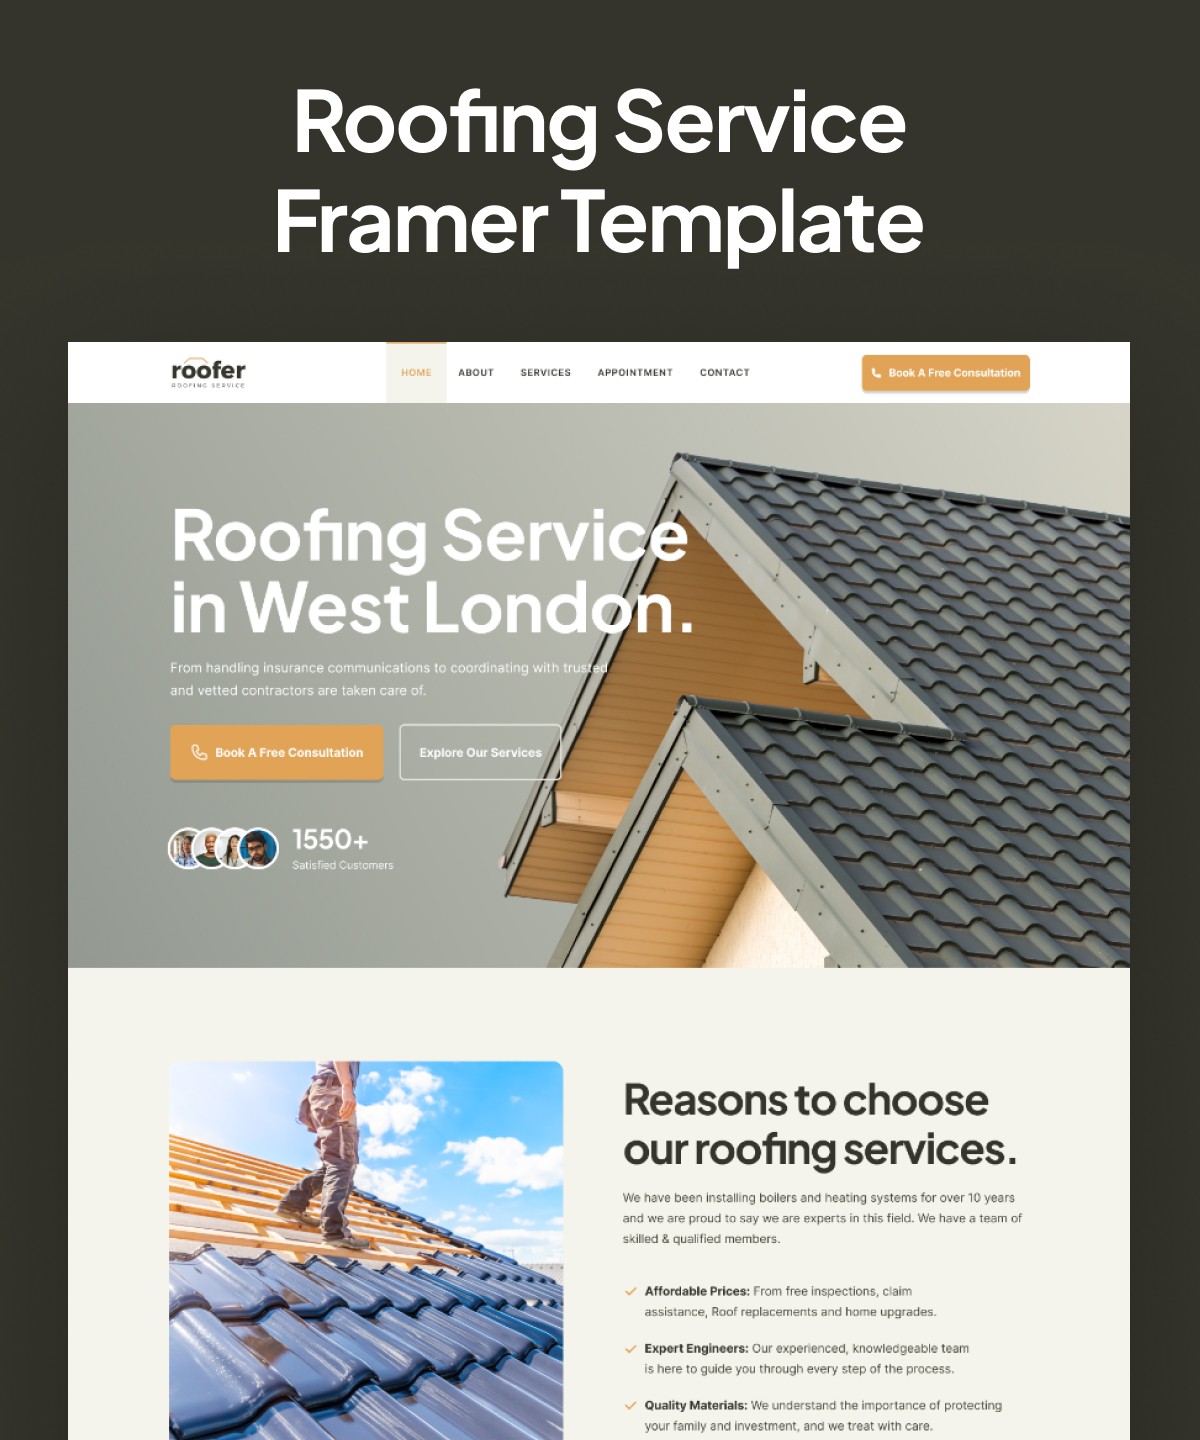 Roofing Service
Framer Template
roofer
ROOFING SERVICE
HOME
ABOUT
SERVICES
APPOINTMENT
CONTACT
Book A Free Consultation
Roofing Service
in West London.
From handling insurance communications to coordinating with trusted
and vetted contractors are taken care of.
Book A Free Consultation
Explore Our Services
1550+
Satisfied Customers
Reasons to choose
our roofing services.
We have been installing boilers and heating systems for over 10 years
and we are proud to say we are experts in this field. We have a team of
skilled & qualified members.
Affordable Prices: From free inspections, claim
assistance, Roof replacements and home upgrades.
Expert Engineers: Our experienced, knowledgeable team
is here to guide you through every step of the process.
Quality Materials: We understand the importance of protecting
your family and investment, and we treat with care.